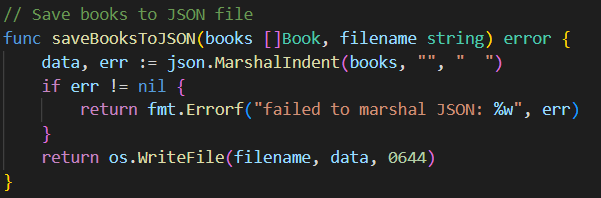 // Save books to JSON file
func saveBooksToJSON(books []Book, filename string) error {
    data, err := json.MarshalIndent(books, "", "  ")
    if err != nil {
        return fmt.Errorf("failed to marshal JSON: %w", err)
    }
    return os.WriteFile(filename, data, 0644)
}